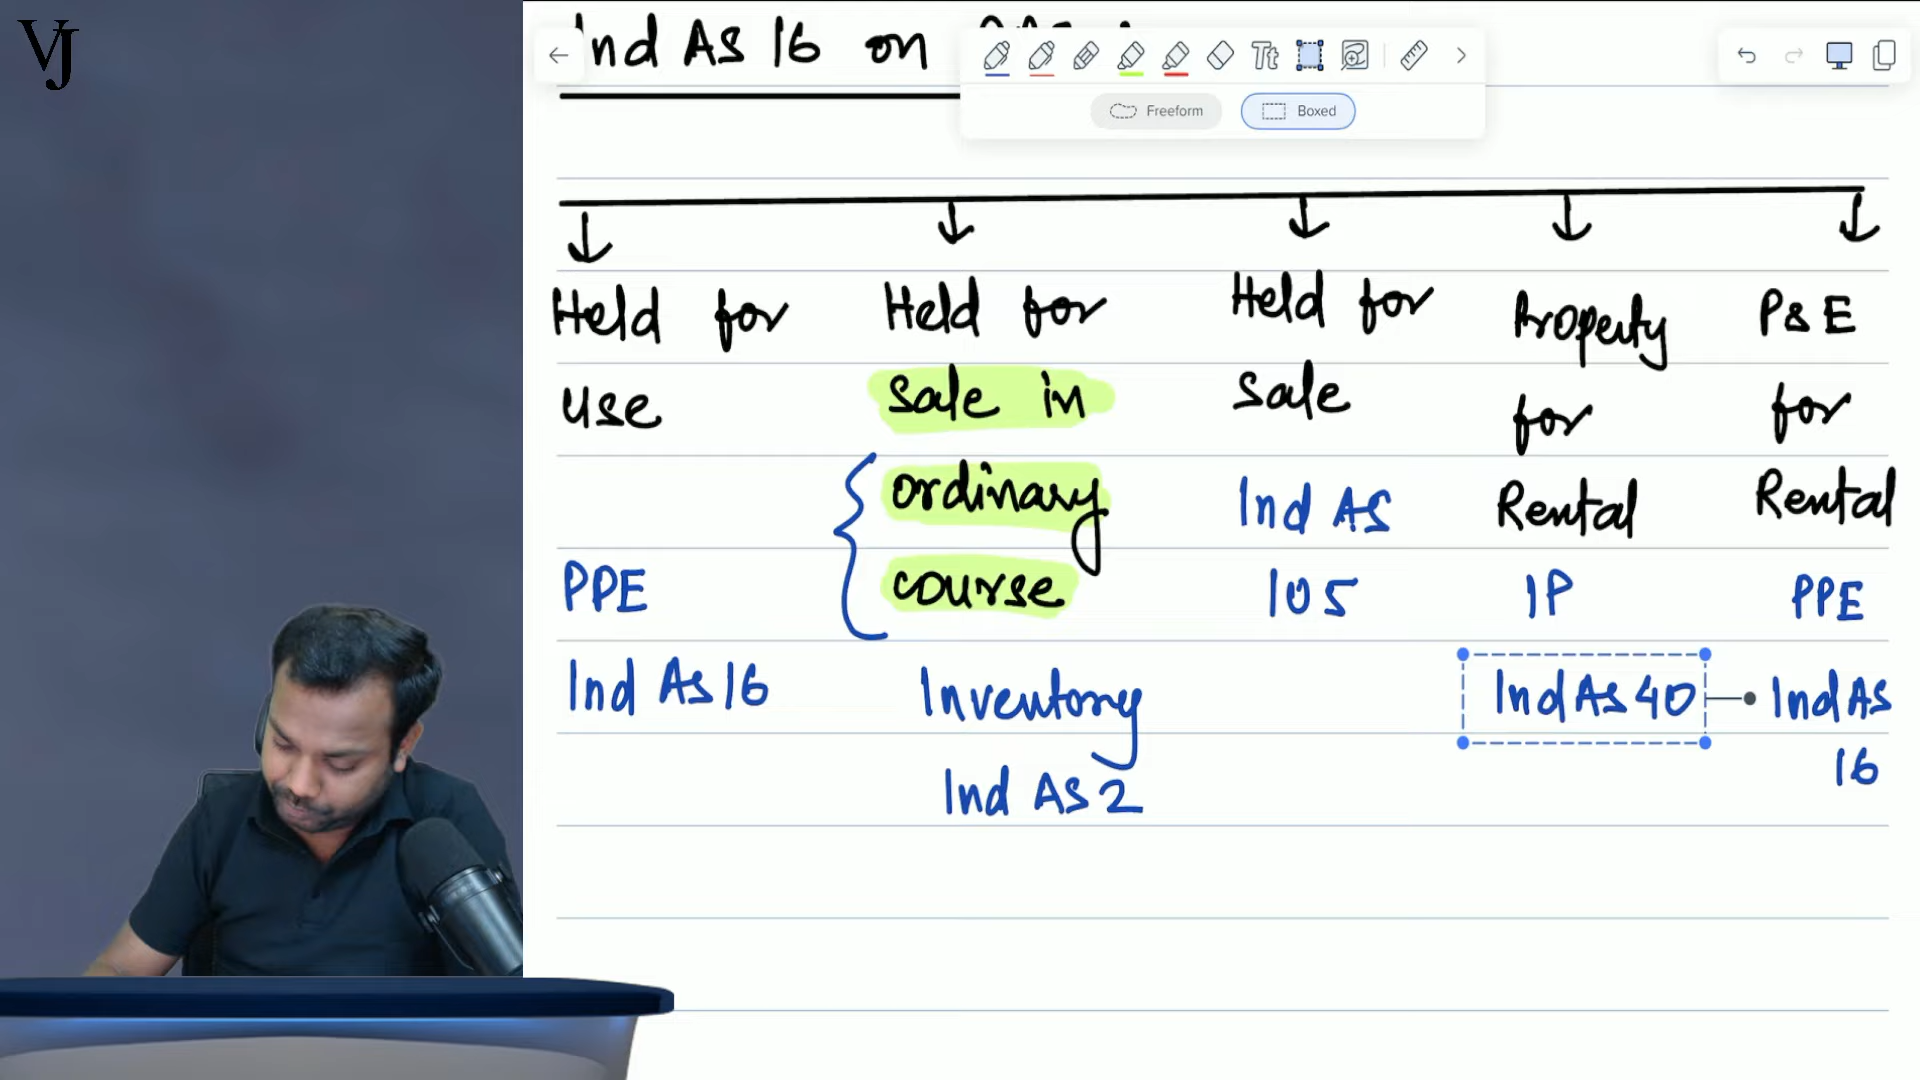 VJ
Ind AS 16 on
Freeform Boxed
Held for
use
PPE
Ind AS 16
Held for
sale in
ordinary
course
Inventory
Ind AS 2
Held for
sale
Ind AS
105
Property
for
Rental
IP
Ind AS 40
P&E
for
Rental
PPE
Ind AS
16